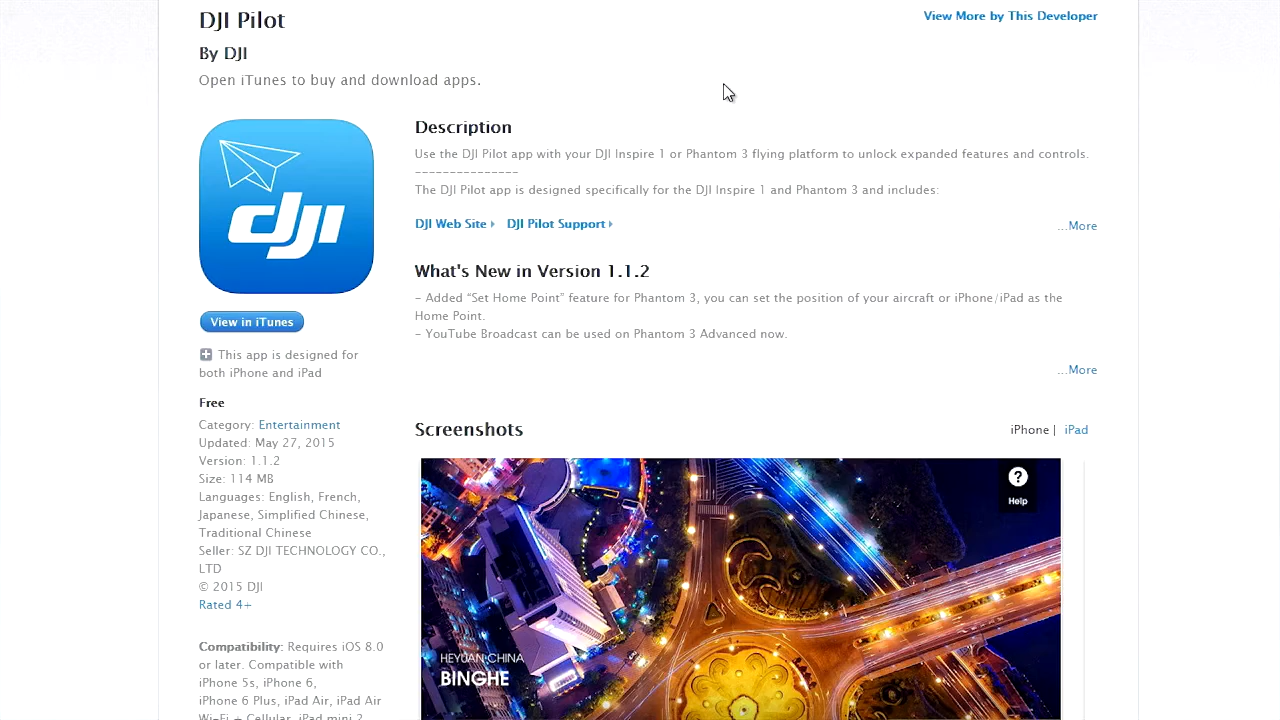 DJI Pilot
View More by This Developer
By DJI
Open iTunes to buy and download apps.
dji
View in iTunes
This app is designed for
both iPhone and iPad
Free
Category: Entertainment
Updated: May 27, 2015
Version: 1.1.2
Size: 114 MB
Languages: English, French,
Japanese, Simplified Chinese,
Traditional Chinese
Seller: SZ DJI TECHNOLOGY CO.,
LTD
© 2015 DJI
Rated 4+
Compatibility: Requires iOS 8.0
or later. Compatible with
iPhone 5s, iPhone 6,
iPhone 6 Plus, iPad Air, iPad Air
Wi-Fi + Cellular, iPad mini 2,
Description
Use the DJI Pilot app with your DJI Inspire 1 or Phantom 3 flying platform to unlock expanded features and controls.
---------------
The DJI Pilot app is designed specifically for the DJI Inspire 1 and Phantom 3 and includes:
DJI Web Site DJI Pilot Support
...More
What's New in Version 1.1.2
- Added “Set Home Point” feature for Phantom 3, you can set the position of your aircraft or iPhone/iPad as the
Home Point.
- YouTube Broadcast can be used on Phantom 3 Advanced now.
...More
Screenshots
iPhone | iPad
? Help
HEYUAN·CHINA
BINGHE